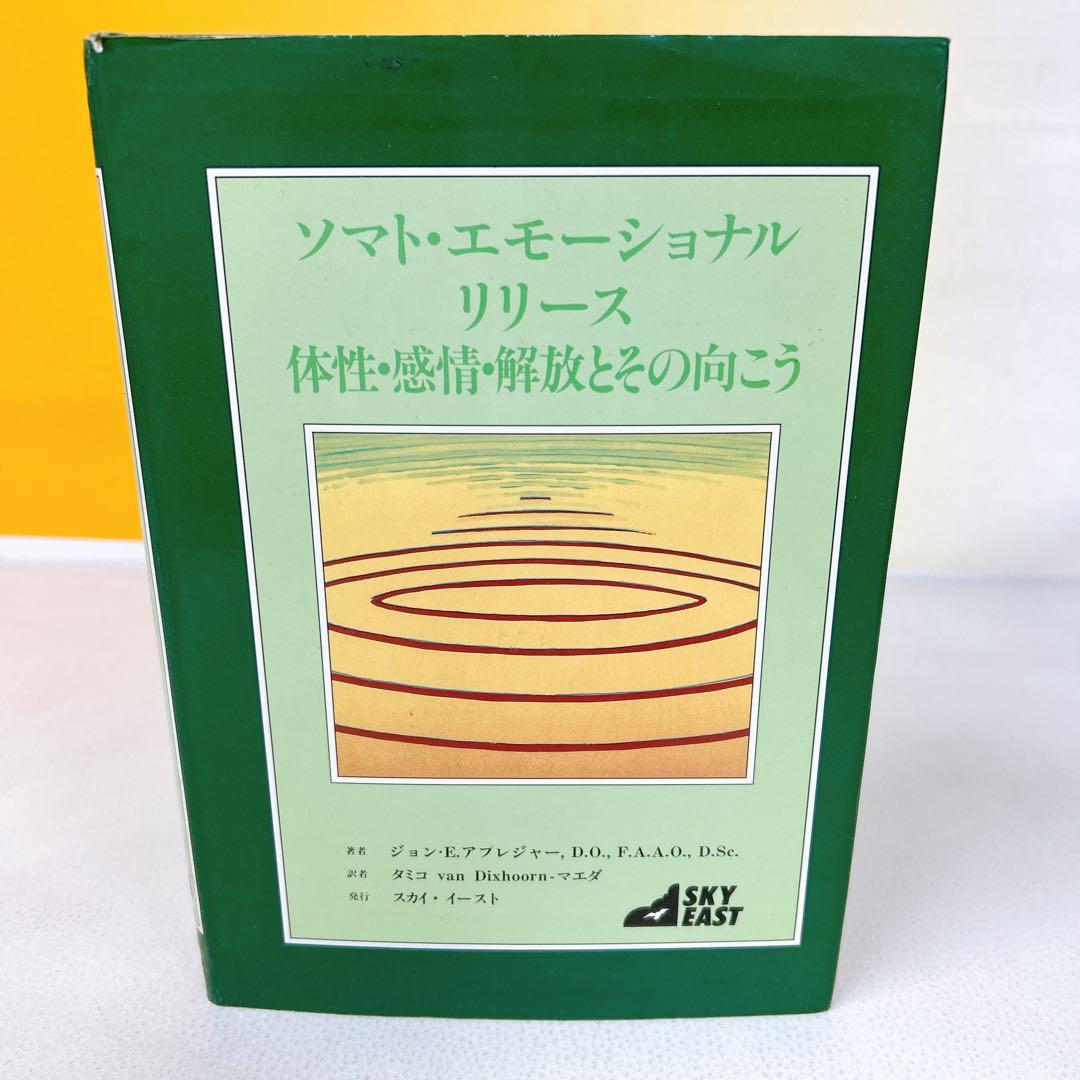 ソマト・エモーショナル
リリース
体性・感情・解放とその向こう
著者 ジョン・E.アプレジャー, D.O., F.A.A.O., D.Sc.
訳者 タミコ van Dixhoorn-マエダ
発行 スカイ・イースト
SKY
EAST